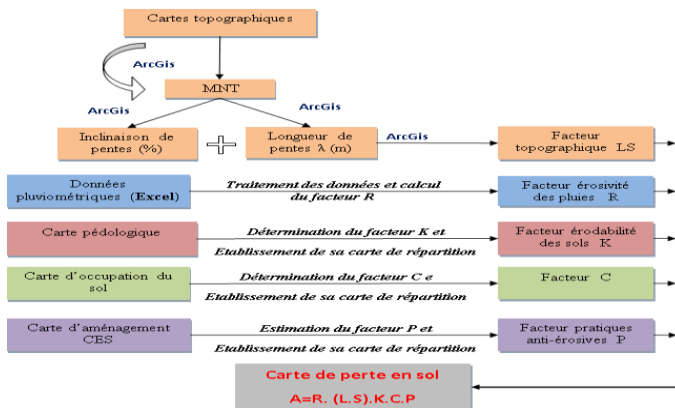 Cartes topographiques
ArcGis
MNT
ArcGis
ArcGis
Inclinaison de
pentes (%)
Longueur de
pentes λ (m)
ArcGis
Facteur
topographique LS
Données
pluviométriques (Excel)
Traitement des données et calcul
du facteur R
Facteur érosivité
des pluies R
Carte pédologique
Détermination du facteur K et
Etablissement de sa carte de répartition
Facteur érodabilité
des sols K
Carte d'occupation du
sol
Détermination du facteur C e
Etablissement de sa carte de répartition
Facteur C
Carte d'aménagement
CES
Estimation du facteur P et
Etablissement de sa carte de répartition
Facteur pratiques
anti-érosives P
Carte de perte en sol
A=R. (L.S).K.C.P